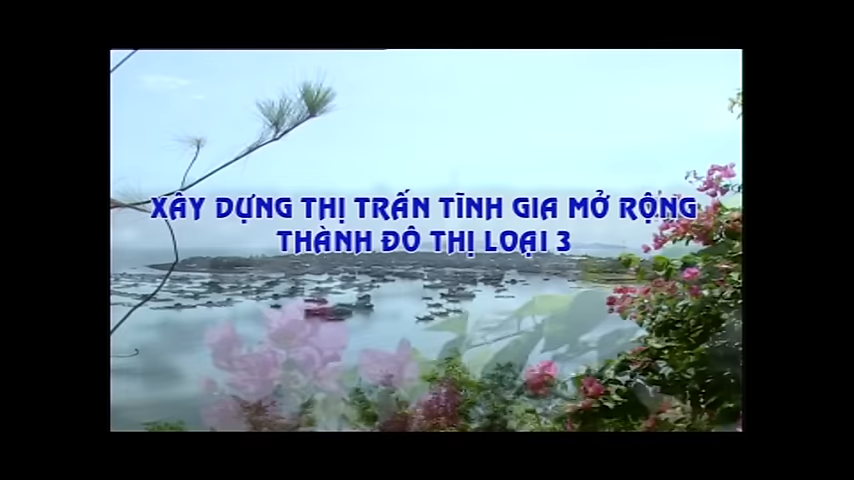 XÂY DỰNG THỊ TRẤN TĨNH GIA MỞ RỘNG
THÀNH ĐÔ THỊ LOẠI 3